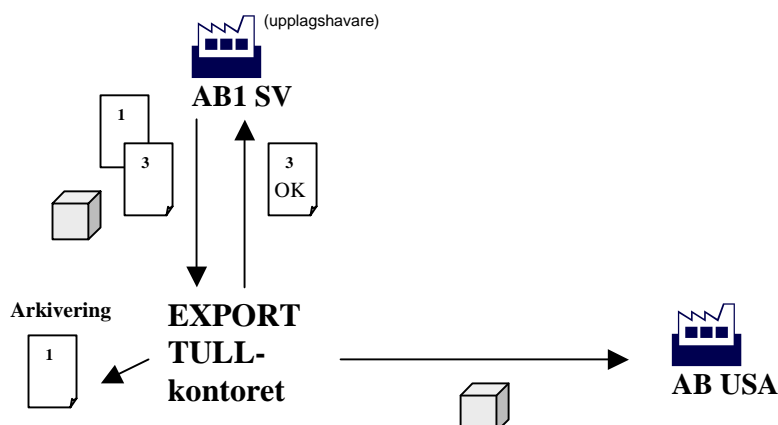 (upplagshavare)
AB1 SV
1
3
3
OK
Arkivering
1
EXPORT
TULL-
kontoret
AB USA